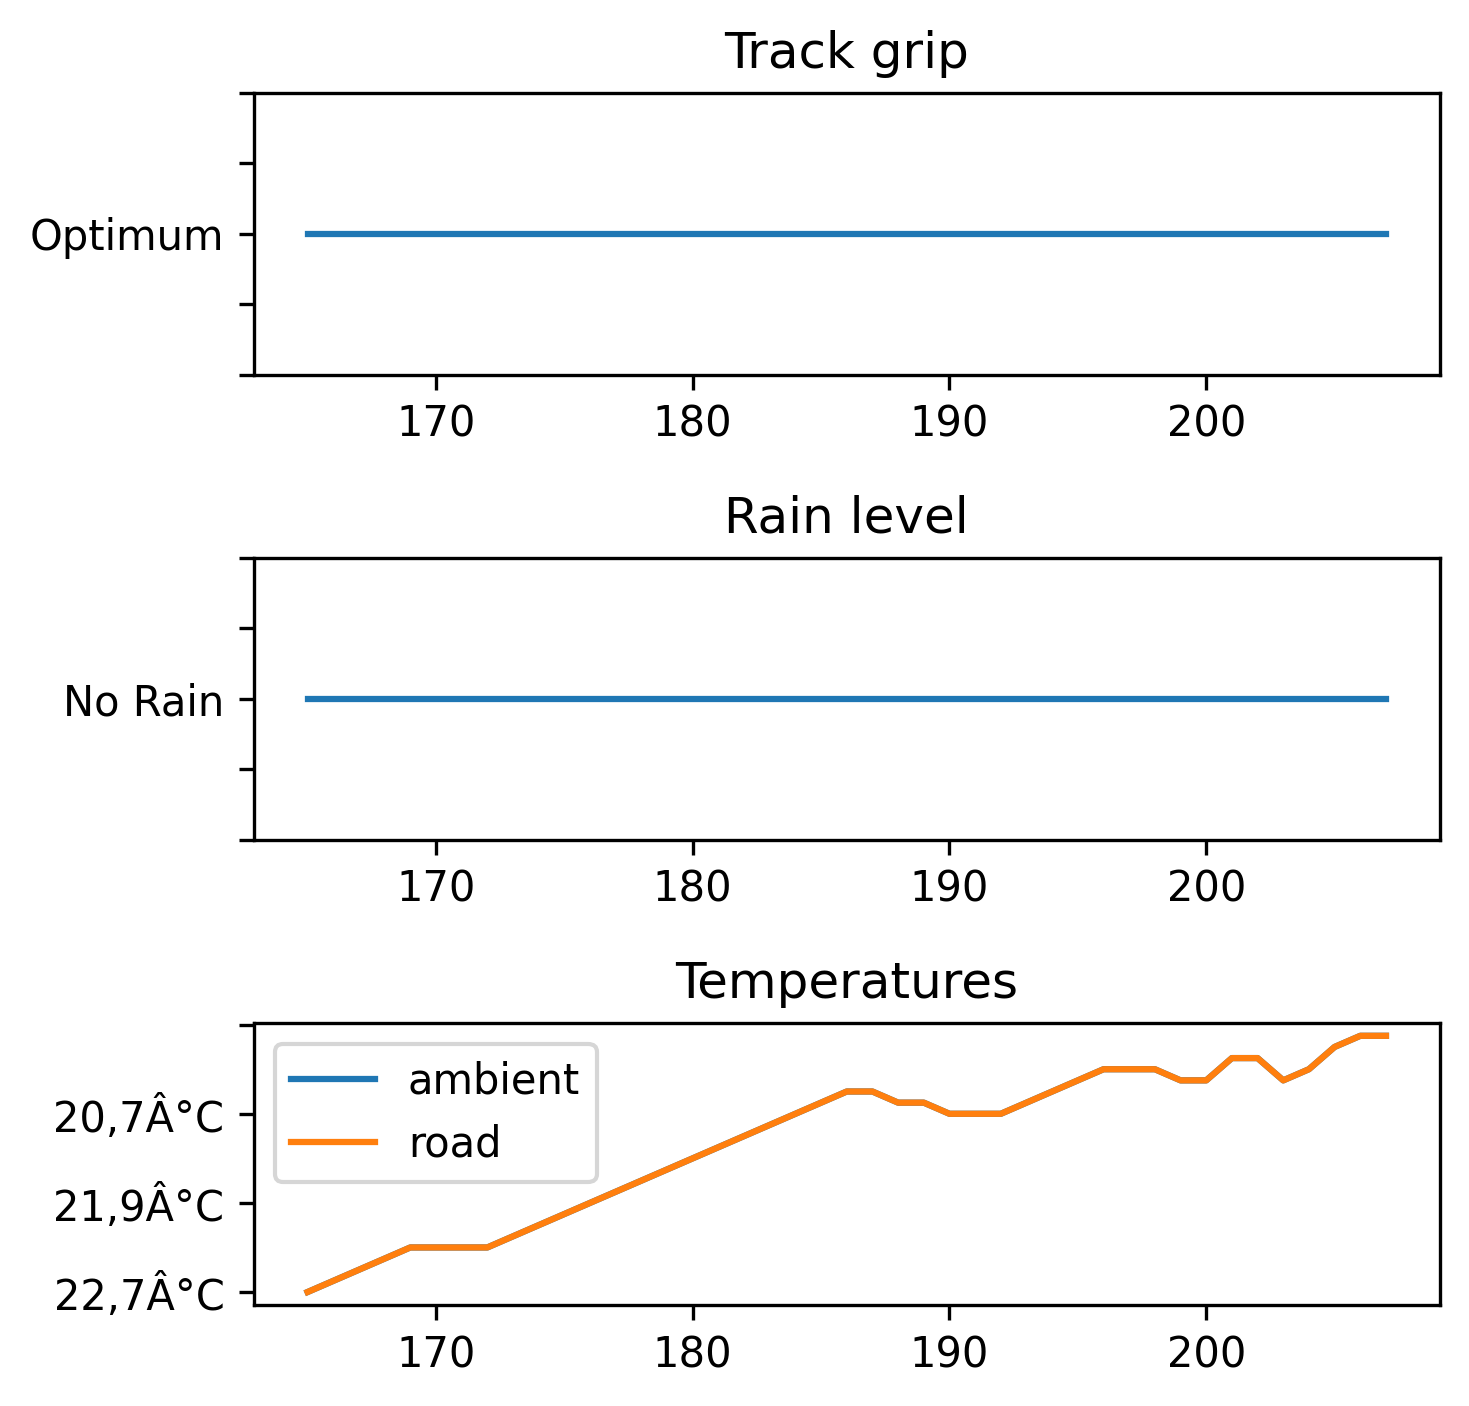 Track grip
Optimum
170 180 190 200
Rain level
No Rain
170 180 190 200
Temperatures
ambient
road
20,7Â°C
21,9Â°C
22,7Â°C
170 180 190 200